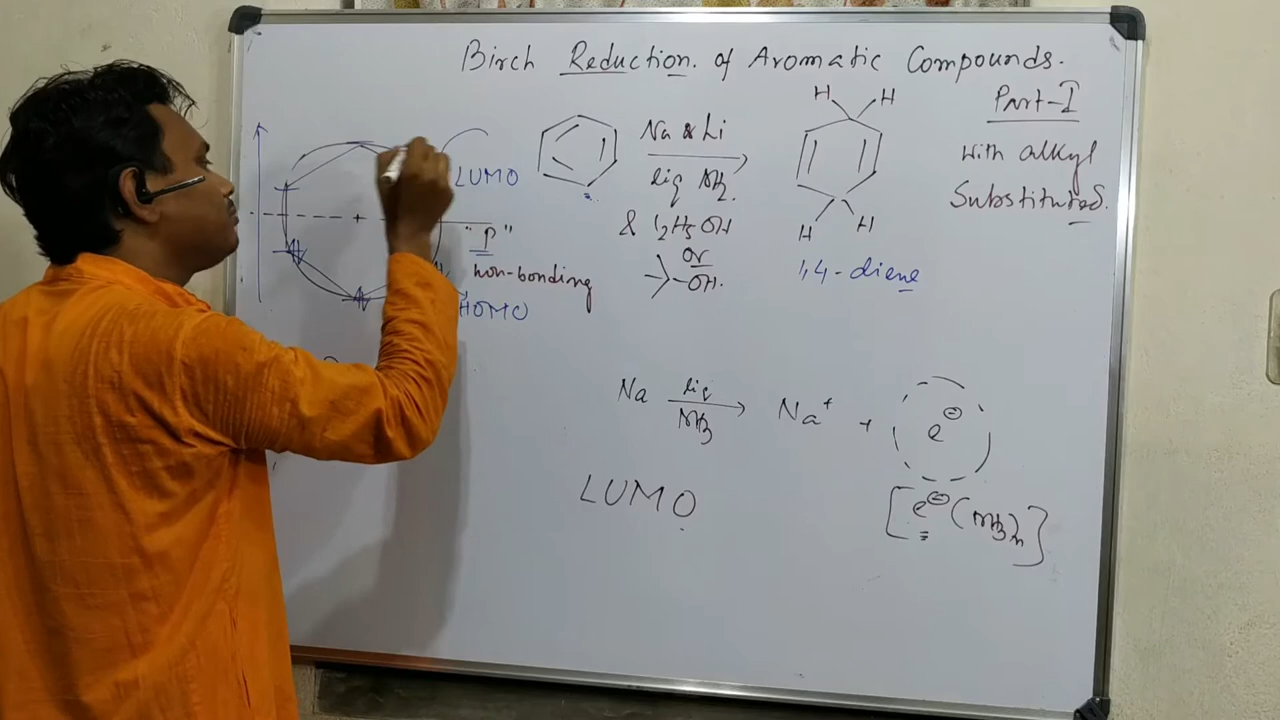 Birch Reduction of Aromatic Compounds.
Part-I
With alkyl
Substituted.
Na & Li
liq NH3.
& C2H5OH
Or
-OH.
H H
H H
1,4-diene
LUMO
"P"
non-bonding
HOMO
Na liq NH3 → Na+ + e⊖
LUMO
[e⊖(NH3)n]